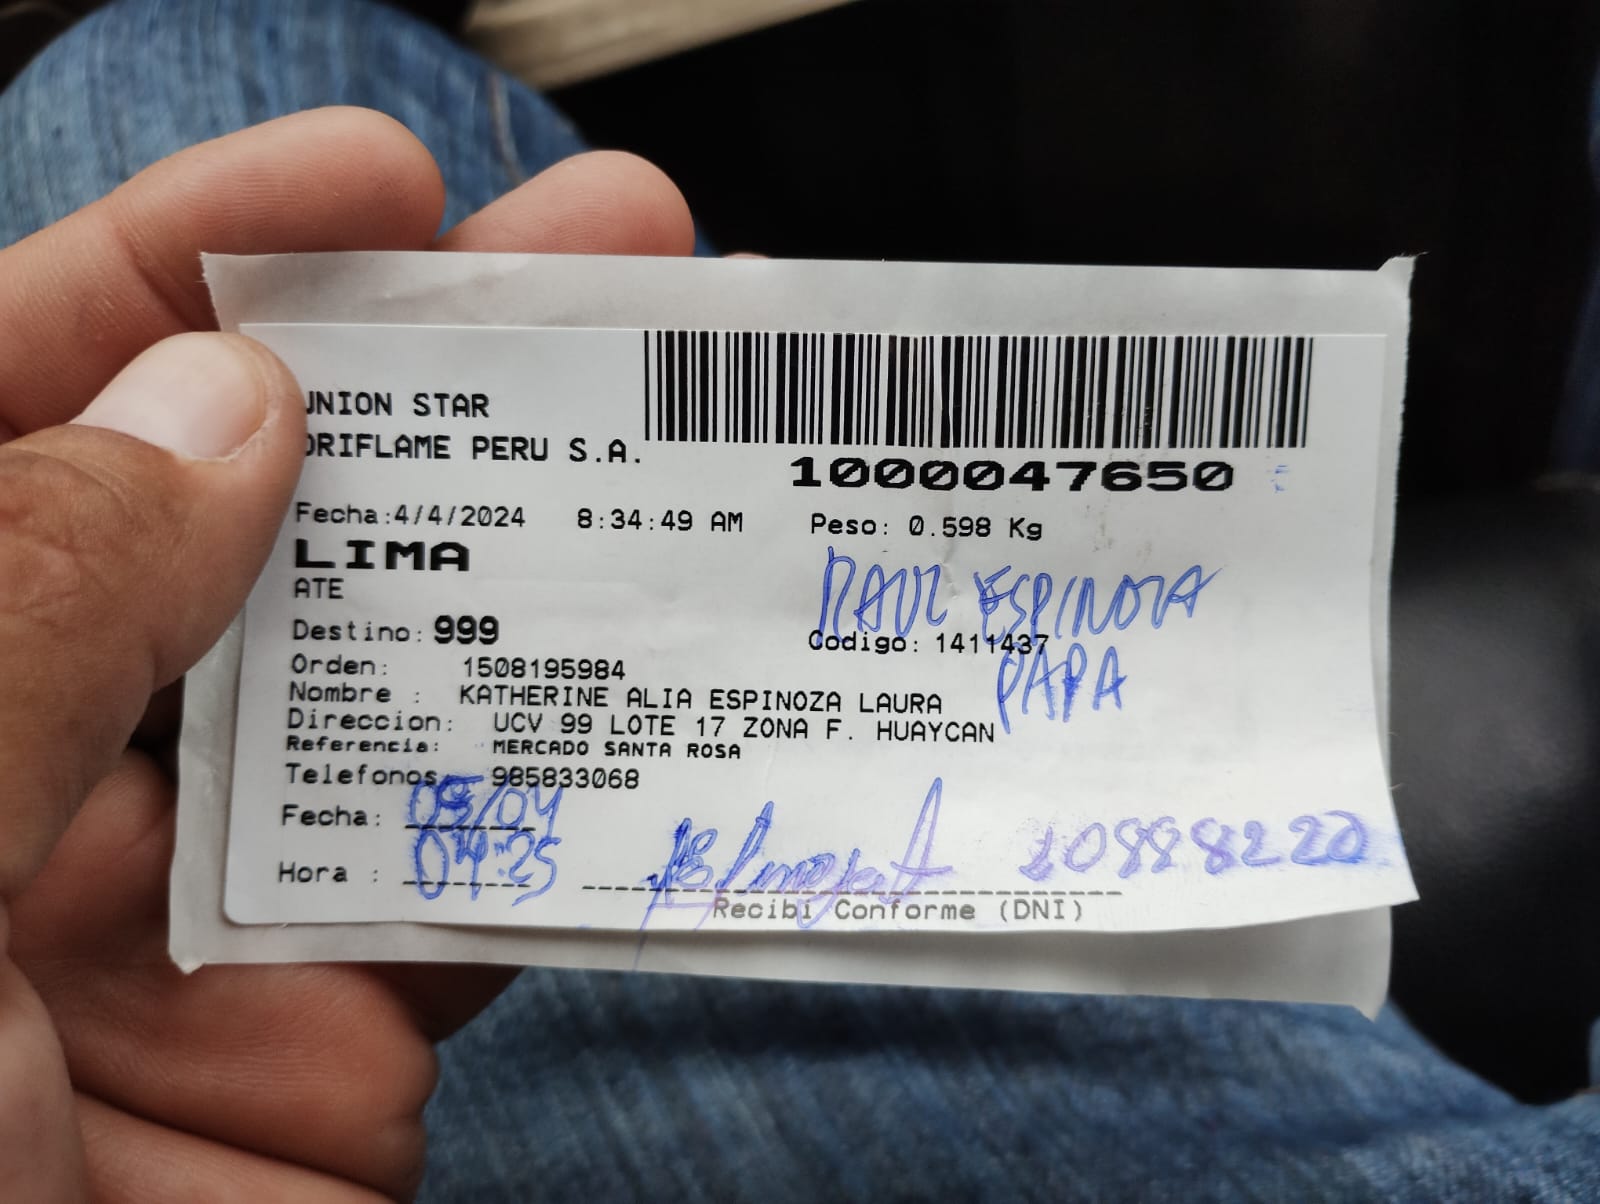 UNION STAR
ORIFLAME PERU S.A.
1000047650
Fecha:4/4/2024 8:34:49 AM Peso: 0.598 Kg
LIMA
ATE
RAUL ESPINOZA
Destino: 999 Codigo: 1411437
PAPA
Orden: 1508195984
Nombre : KATHERINE ALIA ESPINOZA LAURA
Direccion: UCV 99 LOTE 17 ZONA F. HUAYCAN
Referencia: MERCADO SANTA ROSA
Telefonos 985833068
Fecha: 05/04
Hora : 04:25
Recibi Conforme (DNI)